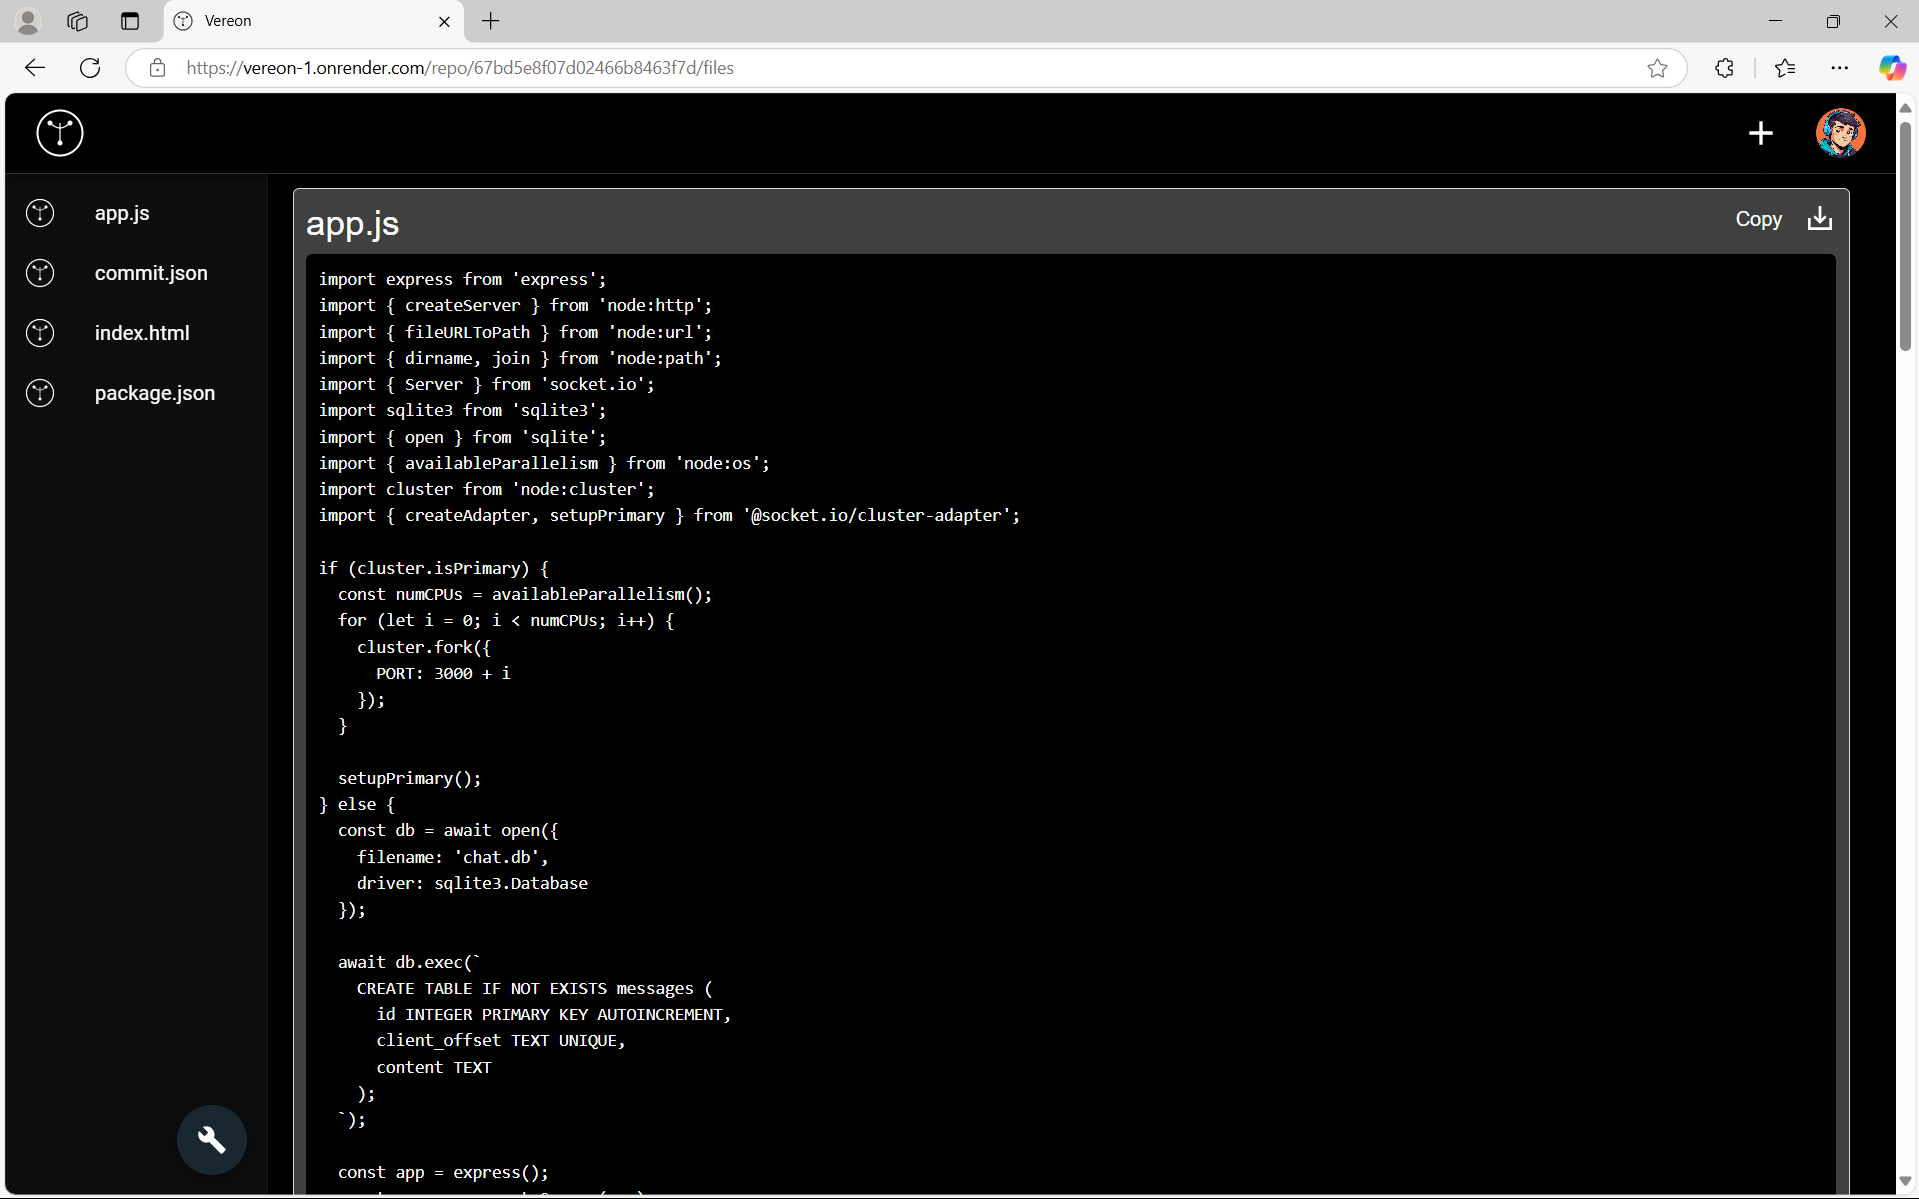 Vereon
https://vereon-1.onrender.com/repo/67bd5e8f07d02466b8463f7d/files
app.js
commit.json
index.html
package.json
app.js
Copy
import express from 'express';
import { createServer } from 'node:http';
import { fileURLToPath } from 'node:url';
import { dirname, join } from 'node:path';
import { Server } from 'socket.io';
import sqlite3 from 'sqlite3';
import { open } from 'sqlite';
import { availableParallelism } from 'node:os';
import cluster from 'node:cluster';
import { createAdapter, setupPrimary } from '@socket.io/cluster-adapter';

if (cluster.isPrimary) {
  const numCPUs = availableParallelism();
  for (let i = 0; i < numCPUs; i++) {
    cluster.fork({
      PORT: 3000 + i
    });
  }

  setupPrimary();
} else {
  const db = await open({
    filename: 'chat.db',
    driver: sqlite3.Database
  });

  await db.exec(`
    CREATE TABLE IF NOT EXISTS messages (
      id INTEGER PRIMARY KEY AUTOINCREMENT,
      client_offset TEXT UNIQUE,
      content TEXT
    );
  `);

  const app = express();